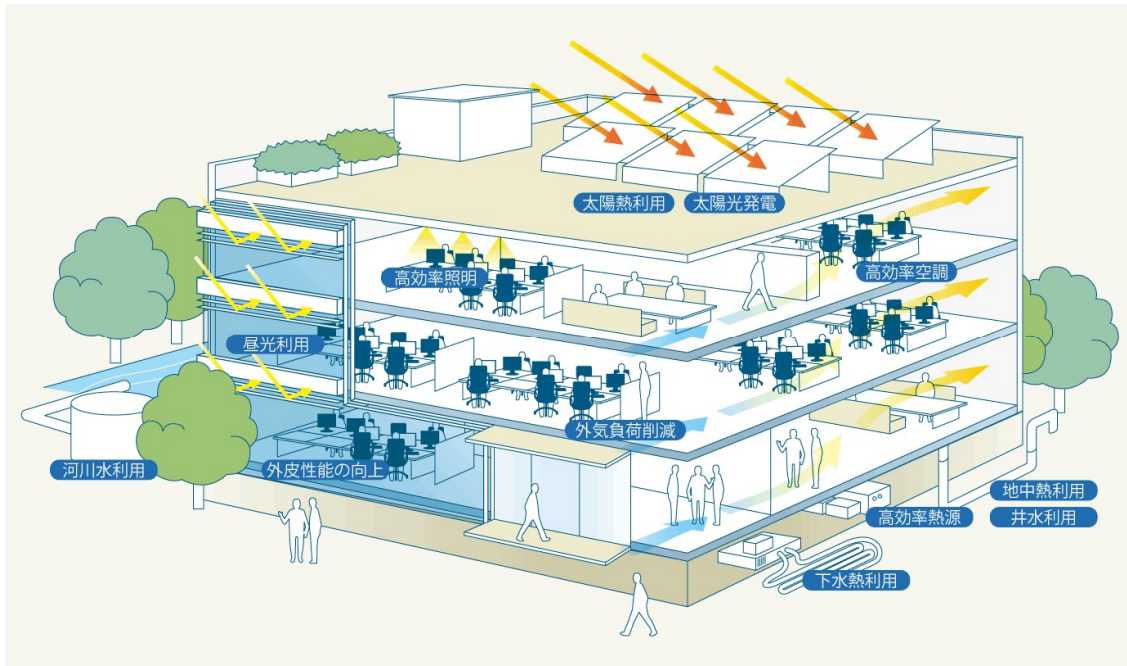 太陽熱利用
太陽光発電
高効率照明
高効率空調
昼光利用
外気負荷削減
河川水利用
外皮性能の向上
地中熱利用
高効率熱源
井水利用
下水熱利用